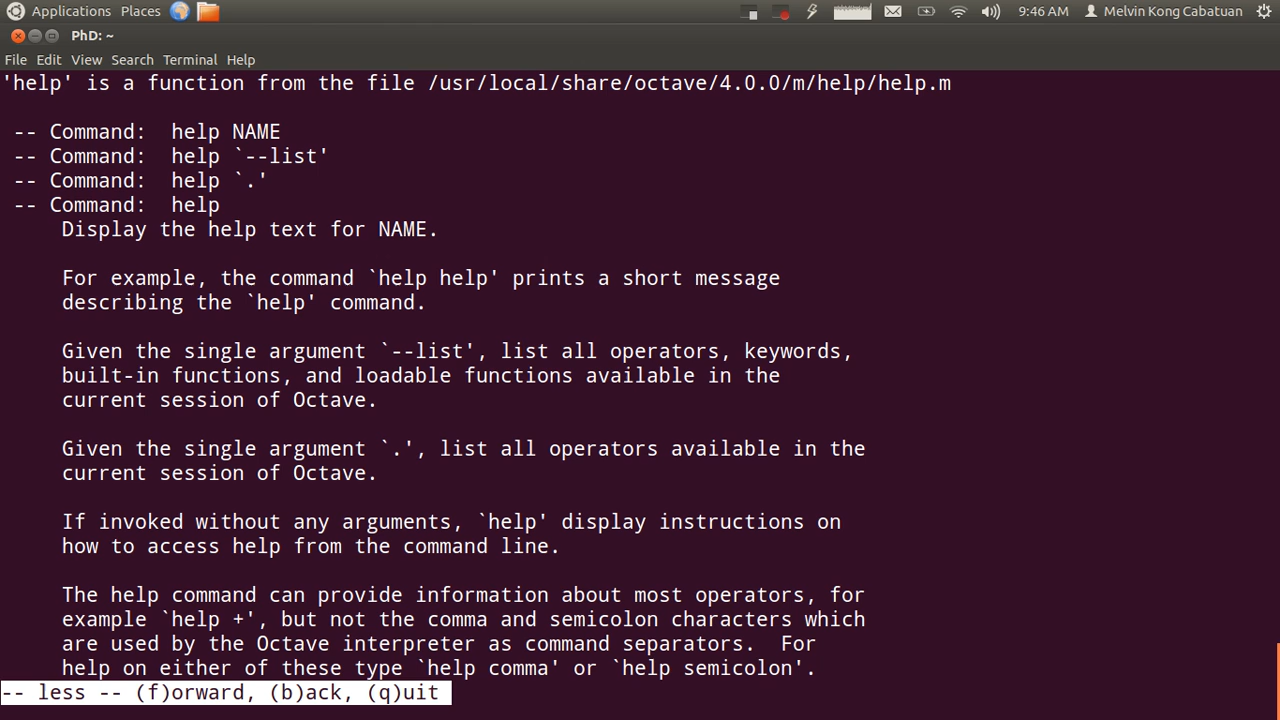 Applications Places 9:46 AM Melvin Kong Cabatuan
PhD: ~
File Edit View Search Terminal Help
'help' is a function from the file /usr/local/share/octave/4.0.0/m/help/help.m
-- Command:  help NAME
-- Command:  help `--list'
-- Command:  help `.'
-- Command:  help
Display the help text for NAME.
For example, the command `help help' prints a short message
describing the `help' command.
Given the single argument `--list', list all operators, keywords,
built-in functions, and loadable functions available in the
current session of Octave.
Given the single argument `.', list all operators available in the
current session of Octave.
If invoked without any arguments, `help' display instructions on
how to access help from the command line.
The help command can provide information about most operators, for
example `help +', but not the comma and semicolon characters which
are used by the Octave interpreter as command separators.  For
help on either of these type `help comma' or `help semicolon'.
-- less -- (f)orward, (b)ack, (q)uit